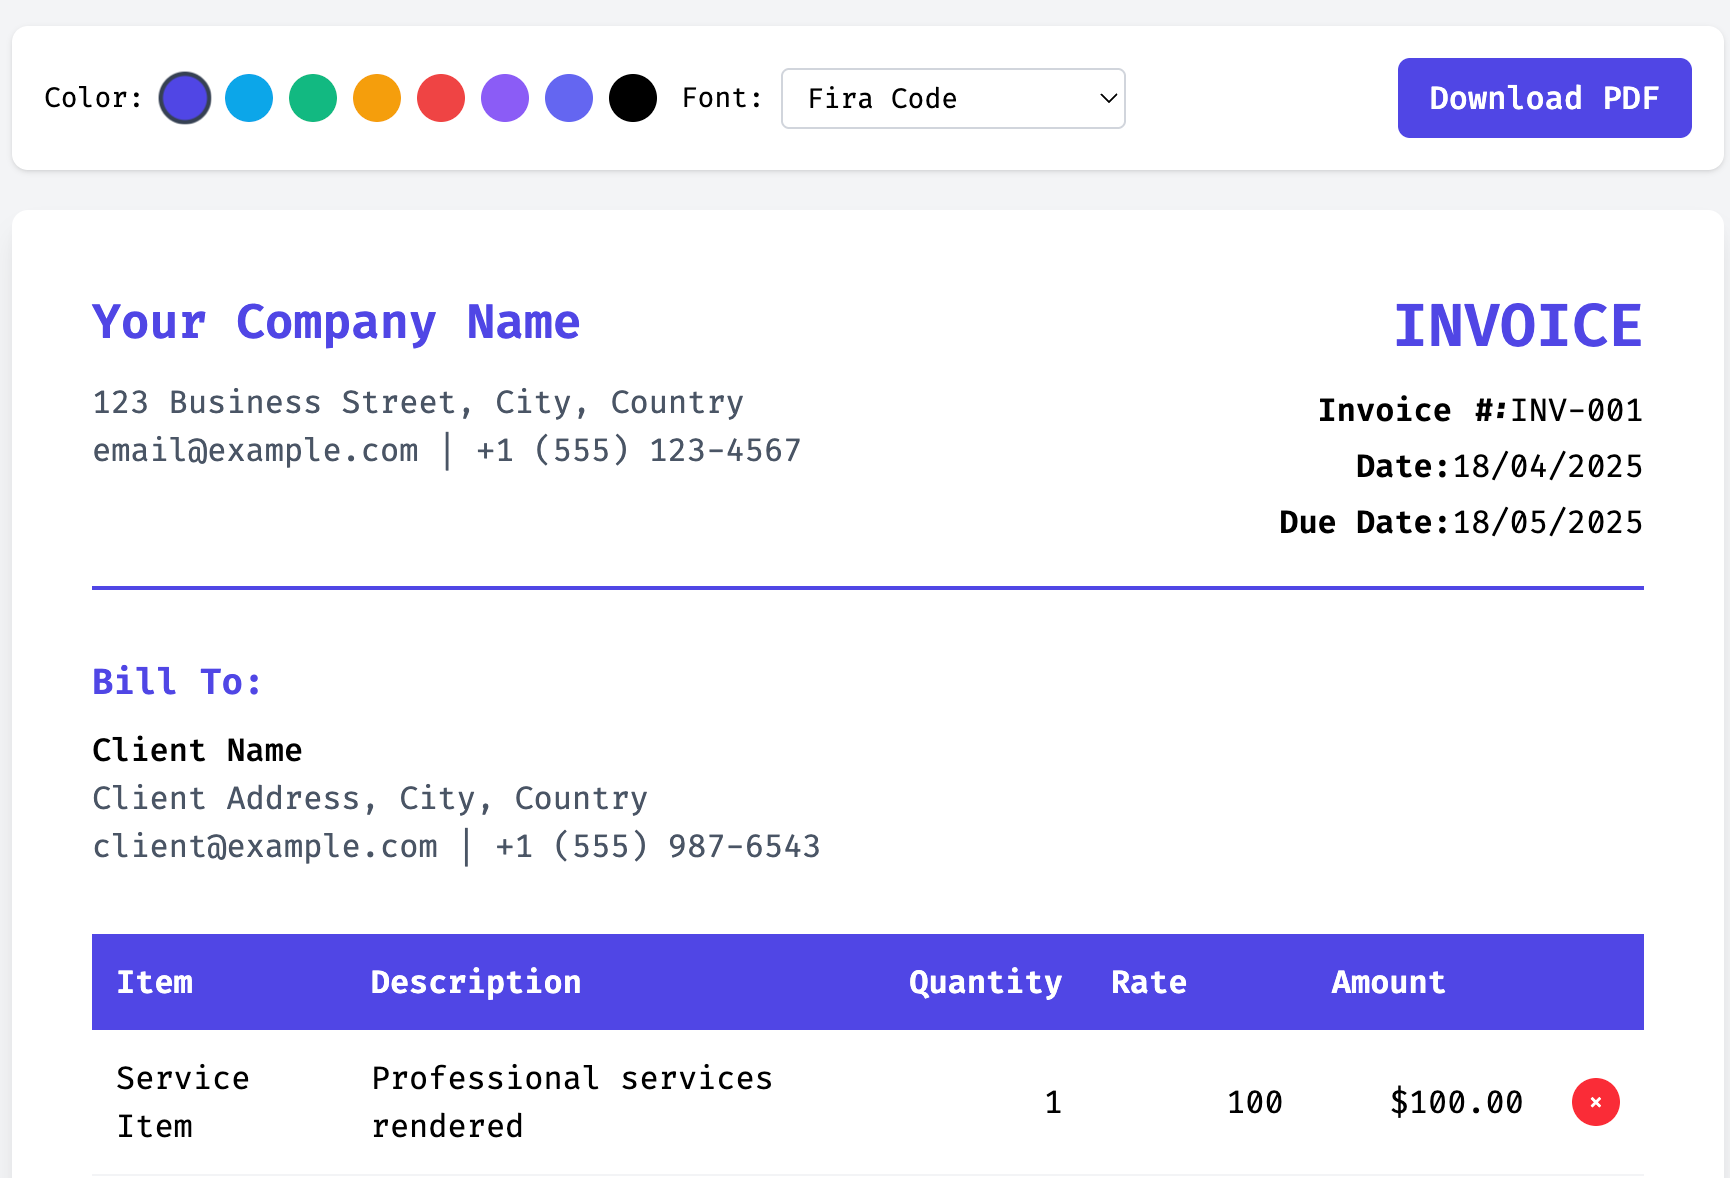 Color: Font: Fira Code Download PDF
Your Company Name
INVOICE
123 Business Street, City, Country
email@example.com | +1 (555) 123-4567
Invoice #:INV-001
Date:18/04/2025
Due Date:18/05/2025
Bill To:
Client Name
Client Address, City, Country
client@example.com | +1 (555) 987-6543
Item Description Quantity Rate Amount
Service Item Professional services rendered 1 100 $100.00 ×